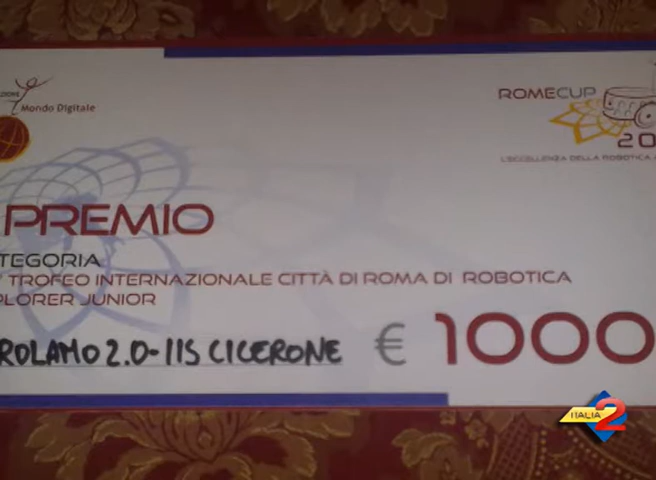 ZIONE
Mondo Digitale
ROMECUP
20
L'ECCELLENZA DELLA ROBOTICA A
PREMIO
TEGORIA
TROFEO INTERNAZIONALE CITTÀ DI ROMA DI ROBOTICA
PLORER JUNIOR
ROLAMO 2.0-IIS CICERONE € 1000
ITALIA 2